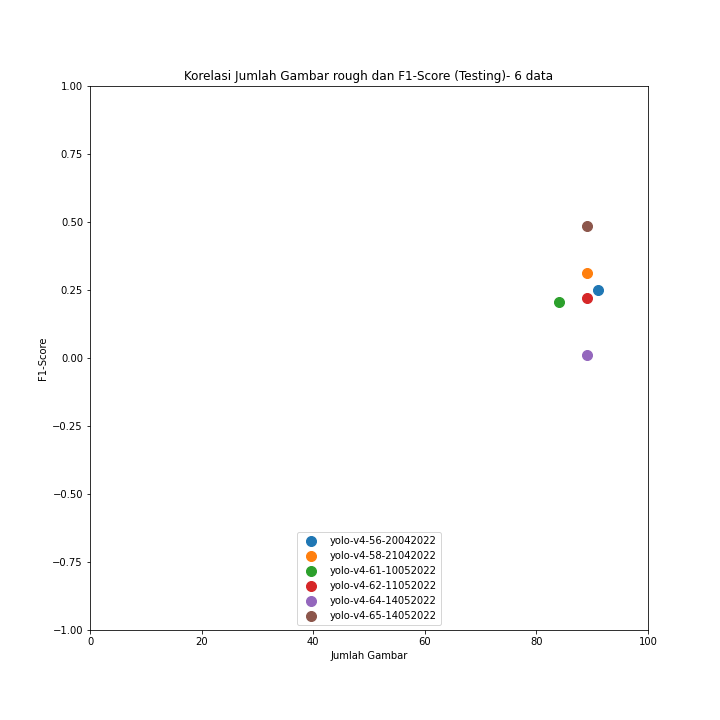 Korelasi Jumlah Gambar rough dan F1-Score (Testing)- 6 data
1.00
0.75
0.50
0.25
0.00
−0.25
−0.50
−0.75
−1.00
F1-Score
yolo-v4-56-20042022
yolo-v4-58-21042022
yolo-v4-61-10052022
yolo-v4-62-11052022
yolo-v4-64-14052022
yolo-v4-65-14052022
0 20 40 60 80 100
Jumlah Gambar